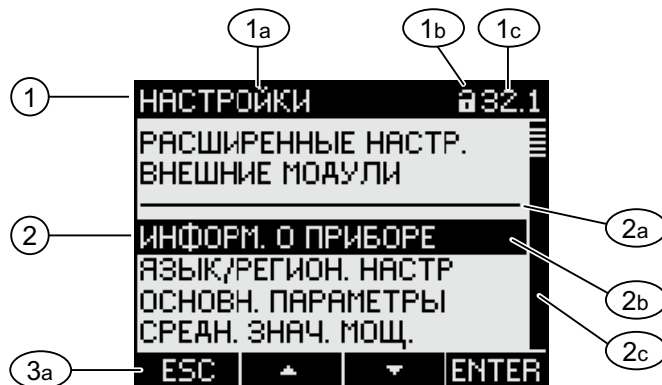 1a 1b 1c
1 НАСТРОЙКИ 32.1
РАСШИРЕННЫЕ НАСТР.
ВНЕШНИЕ МОДУЛИ
2a
2 ИНФОРМ. О ПРИБОРЕ
ЯЗЫК/РЕГИОН. НАСТР
2b
ОСНОВН. ПАРАМЕТРЫ
СРЕДН. ЗНАЧ. МОЩ.
2c
3a ESC ENTER